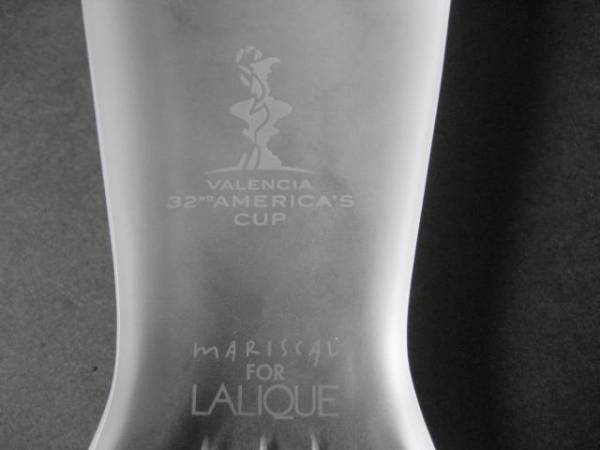 VALENCIA
32ND AMERICA'S
CUP
MARISCAL
FOR
LALIQUE